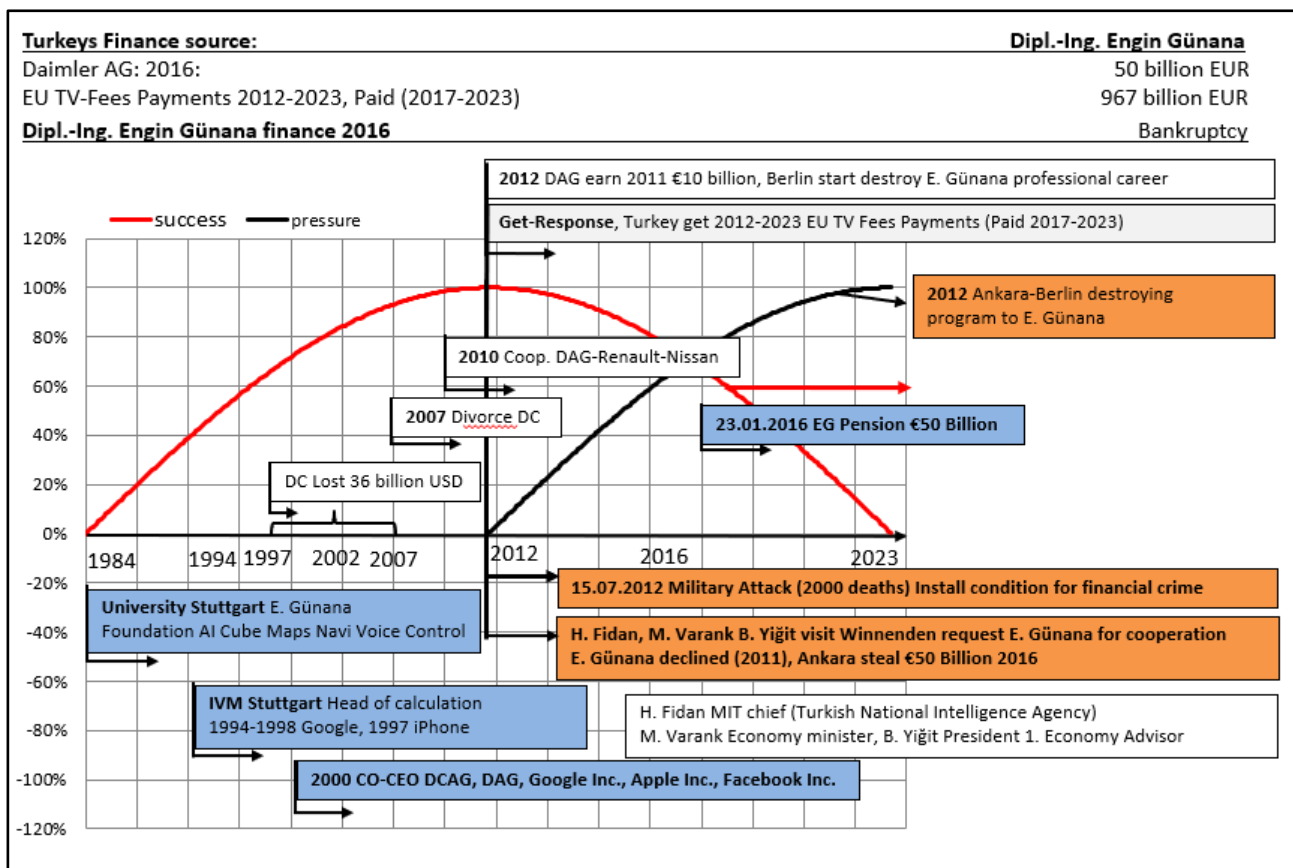 Turkeys Finance source: Dipl.-Ing. Engin Günana
Daimler AG: 2016: 50 billion EUR
EU TV-Fees Payments 2012-2023, Paid (2017-2023) 967 billion EUR
Dipl.-Ing. Engin Günana finance 2016 Bankruptcy
2012 DAG earn 2011 €10 billion, Berlin start destroy E. Günana professional career
success pressure
Get-Response, Turkey get 2012-2023 EU TV Fees Payments (Paid 2017-2023)
120%
100%
80%
60%
40%
20%
0%
-20%
-40%
-60%
-80%
-100%
-120%
2012 Ankara-Berlin destroying
program to E. Günana
2010 Coop. DAG-Renault-Nissan
2007 Divorce DC
23.01.2016 EG Pension €50 Billion
DC Lost 36 billion USD
1984 1994 1997 2002 2007 2012 2016 2023
15.07.2012 Military Attack (2000 deaths) Install condition for financial crime
University Stuttgart E. Günana
Foundation AI Cube Maps Navi Voice Control
H. Fidan, M. Varank B. Yiğit visit Winnenden request E. Günana for cooperation
E. Günana declined (2011), Ankara steal €50 Billion 2016
IVM Stuttgart Head of calculation
1994-1998 Google, 1997 iPhone
H. Fidan MIT chief (Turkish National Intelligence Agency)
M. Varank Economy minister, B. Yiğit President 1. Economy Advisor
2000 CO-CEO DCAG, DAG, Google Inc., Apple Inc., Facebook Inc.